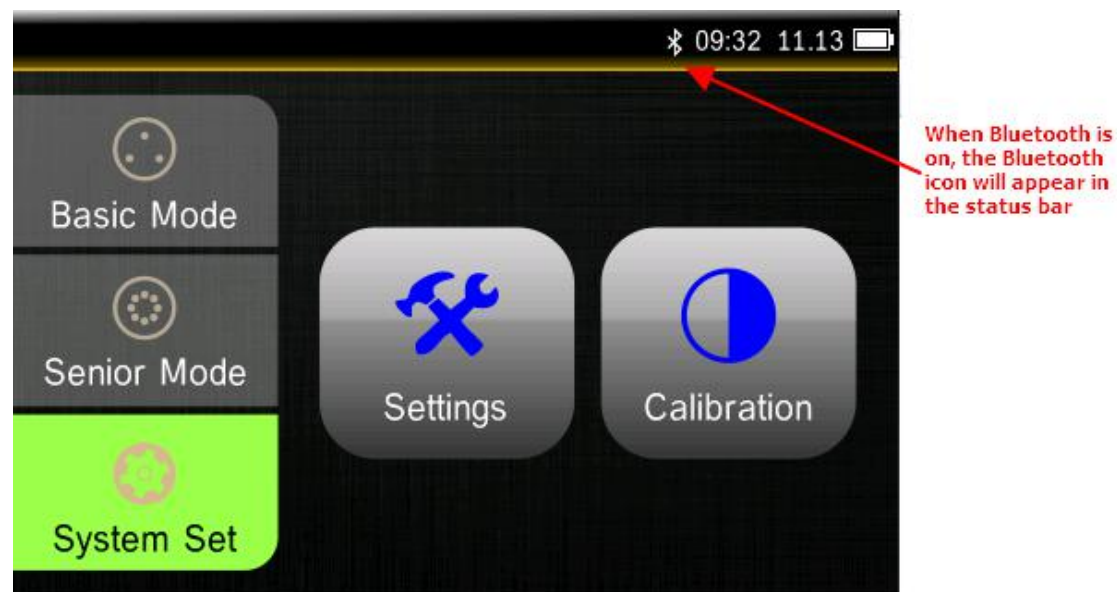 09:32 11.13
When Bluetooth is
on, the Bluetooth
icon will appear in
the status bar
Basic Mode
Senior Mode
Settings
Calibration
System Set